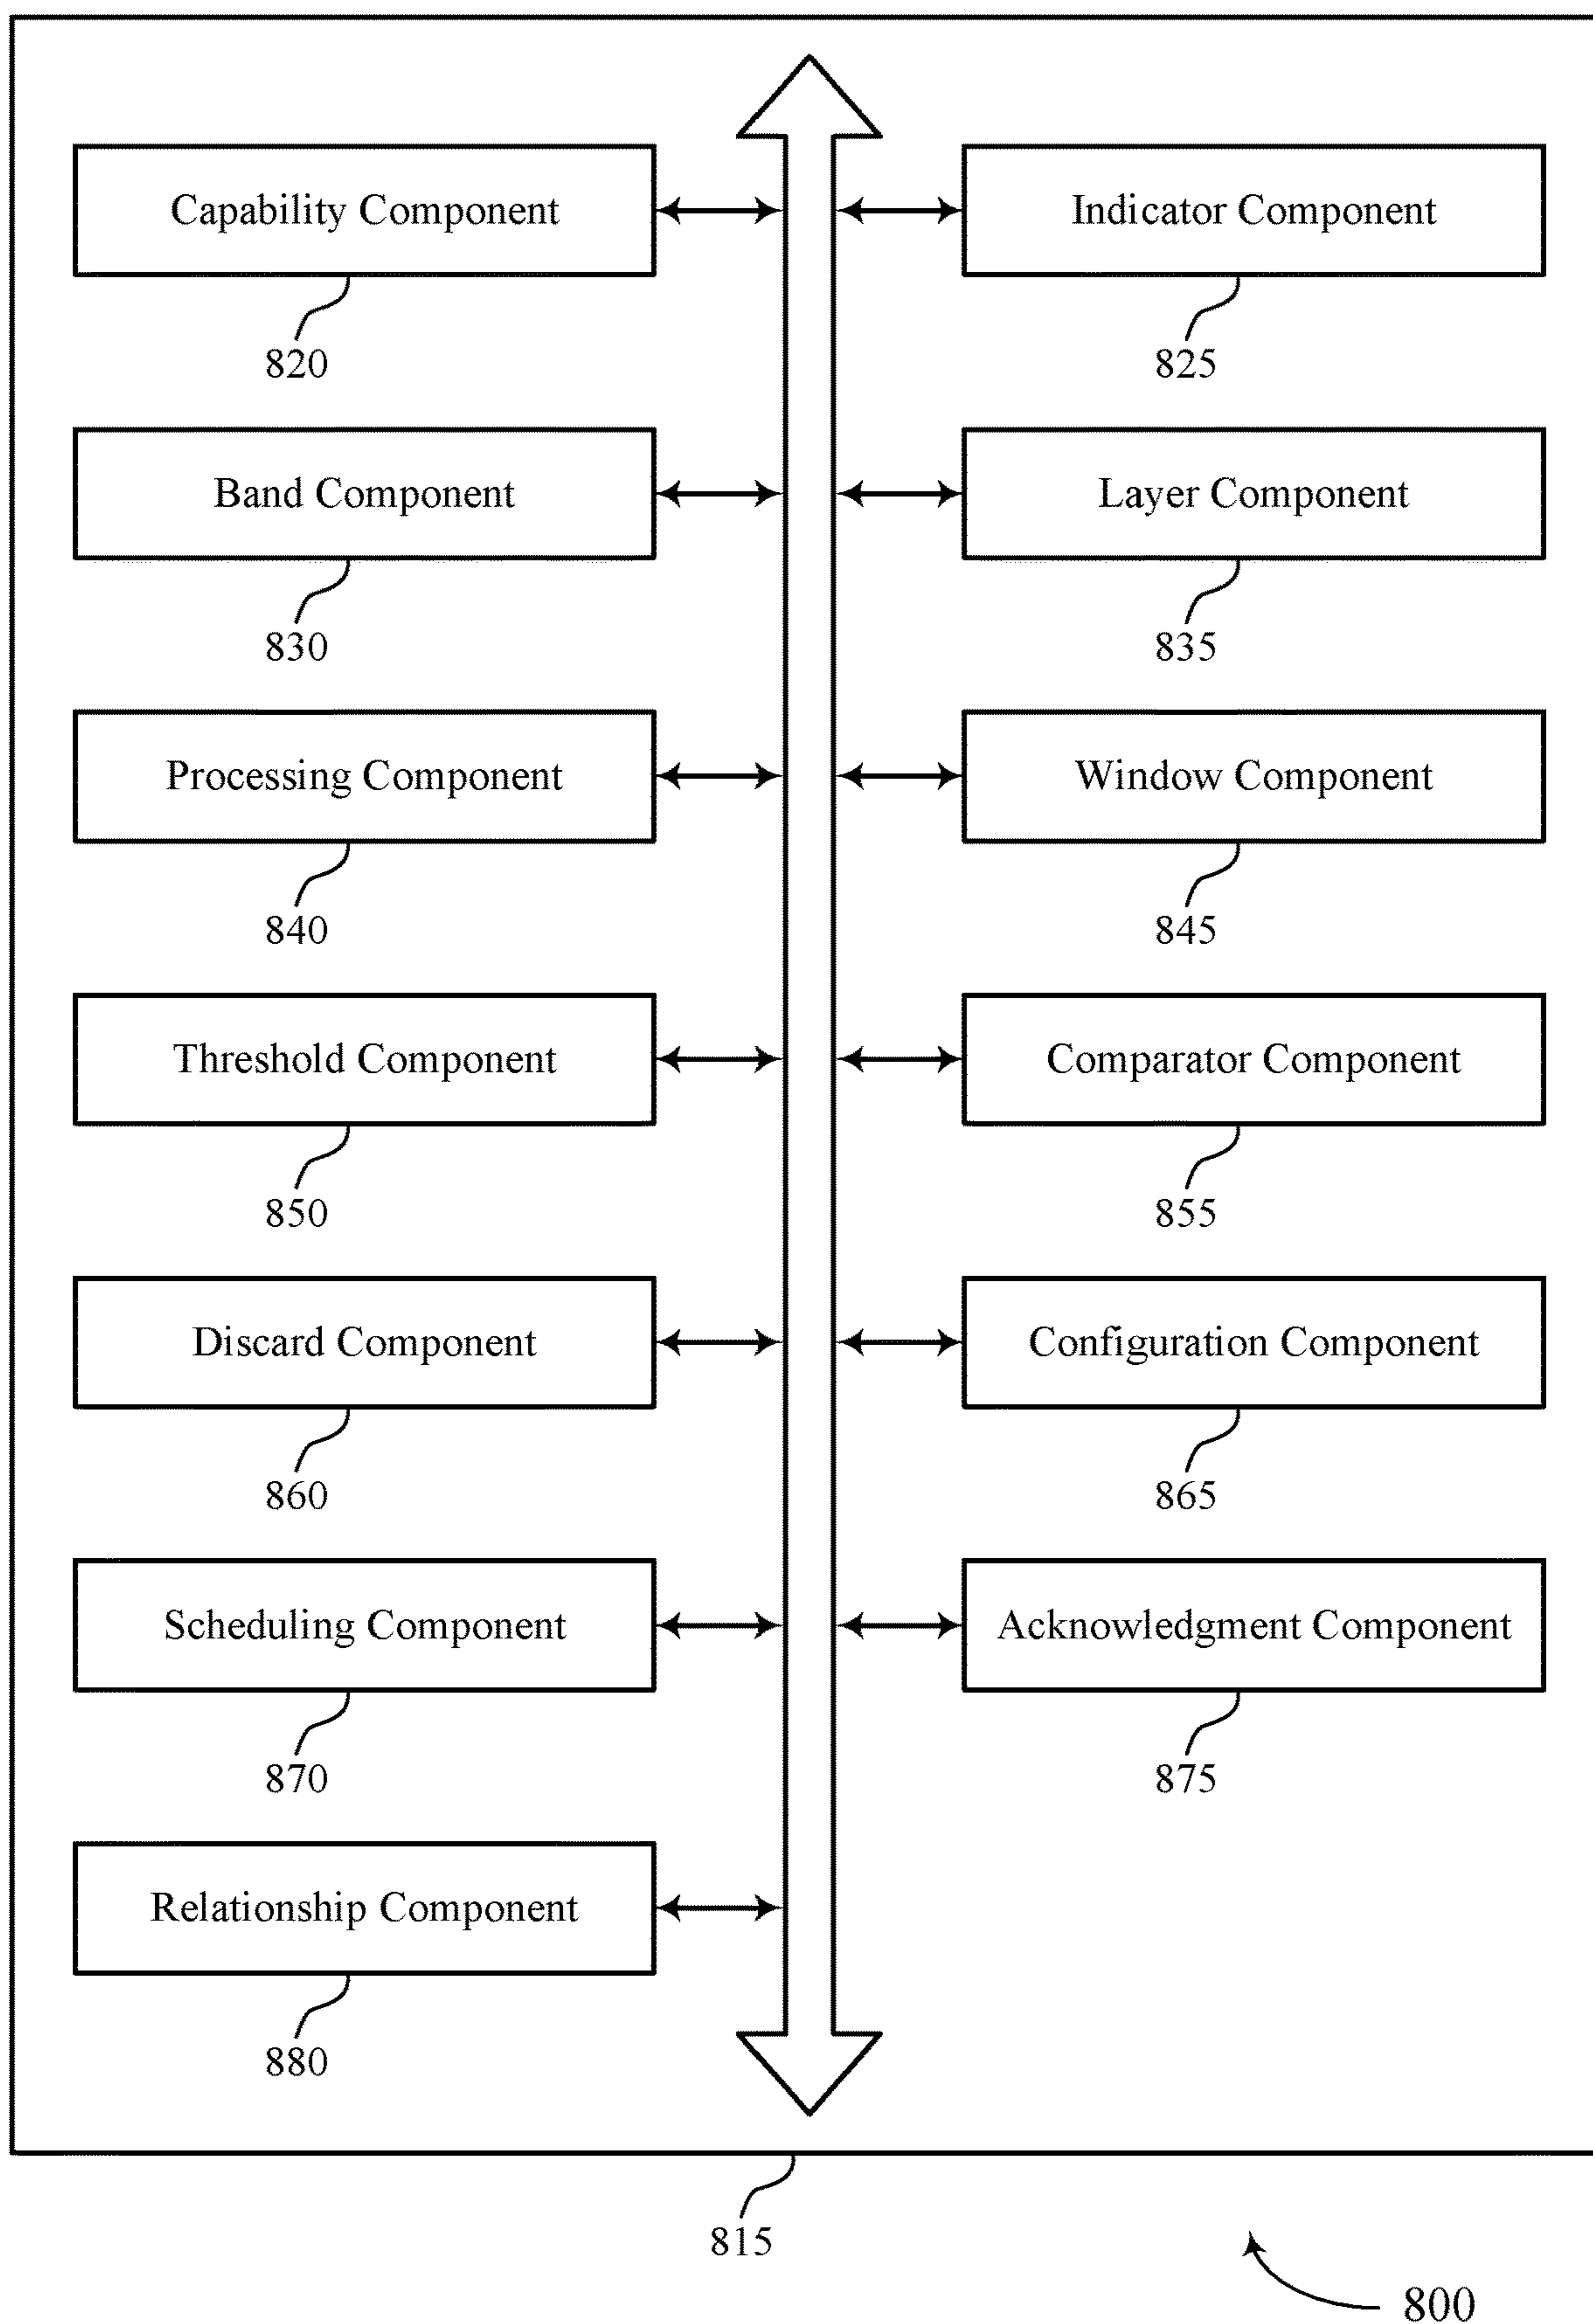 Capability Component
Indicator Component
820
825
Band Component
Layer Component
830
835
Processing Component
Window Component
840
845
Threshold Component
Comparator Component
850
855
Discard Component
Configuration Component
860
865
Scheduling Component
Acknowledgment Component
870
875
Relationship Component
880
815
800